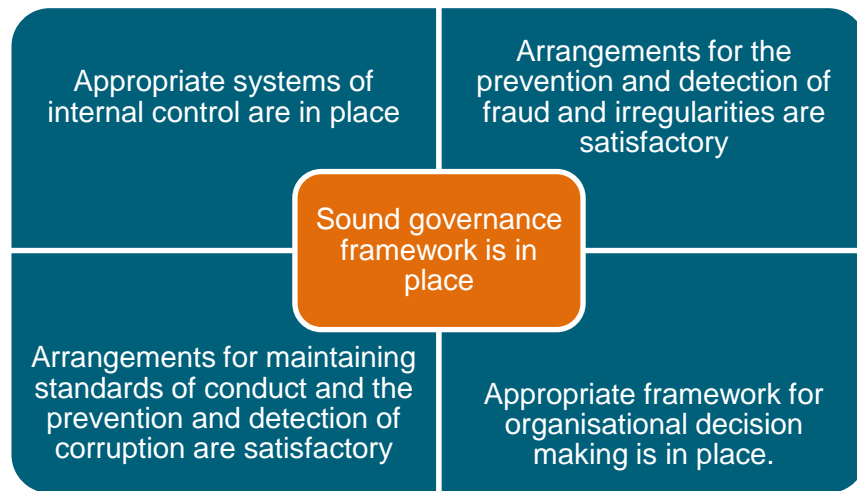 Appropriate systems of
internal control are in place
Arrangements for the
prevention and detection of
fraud and irregularities are
satisfactory
Sound governance
framework is in
place
Arrangements for maintaining
standards of conduct and the
prevention and detection of
corruption are satisfactory
Appropriate framework for
organisational decision
making is in place.